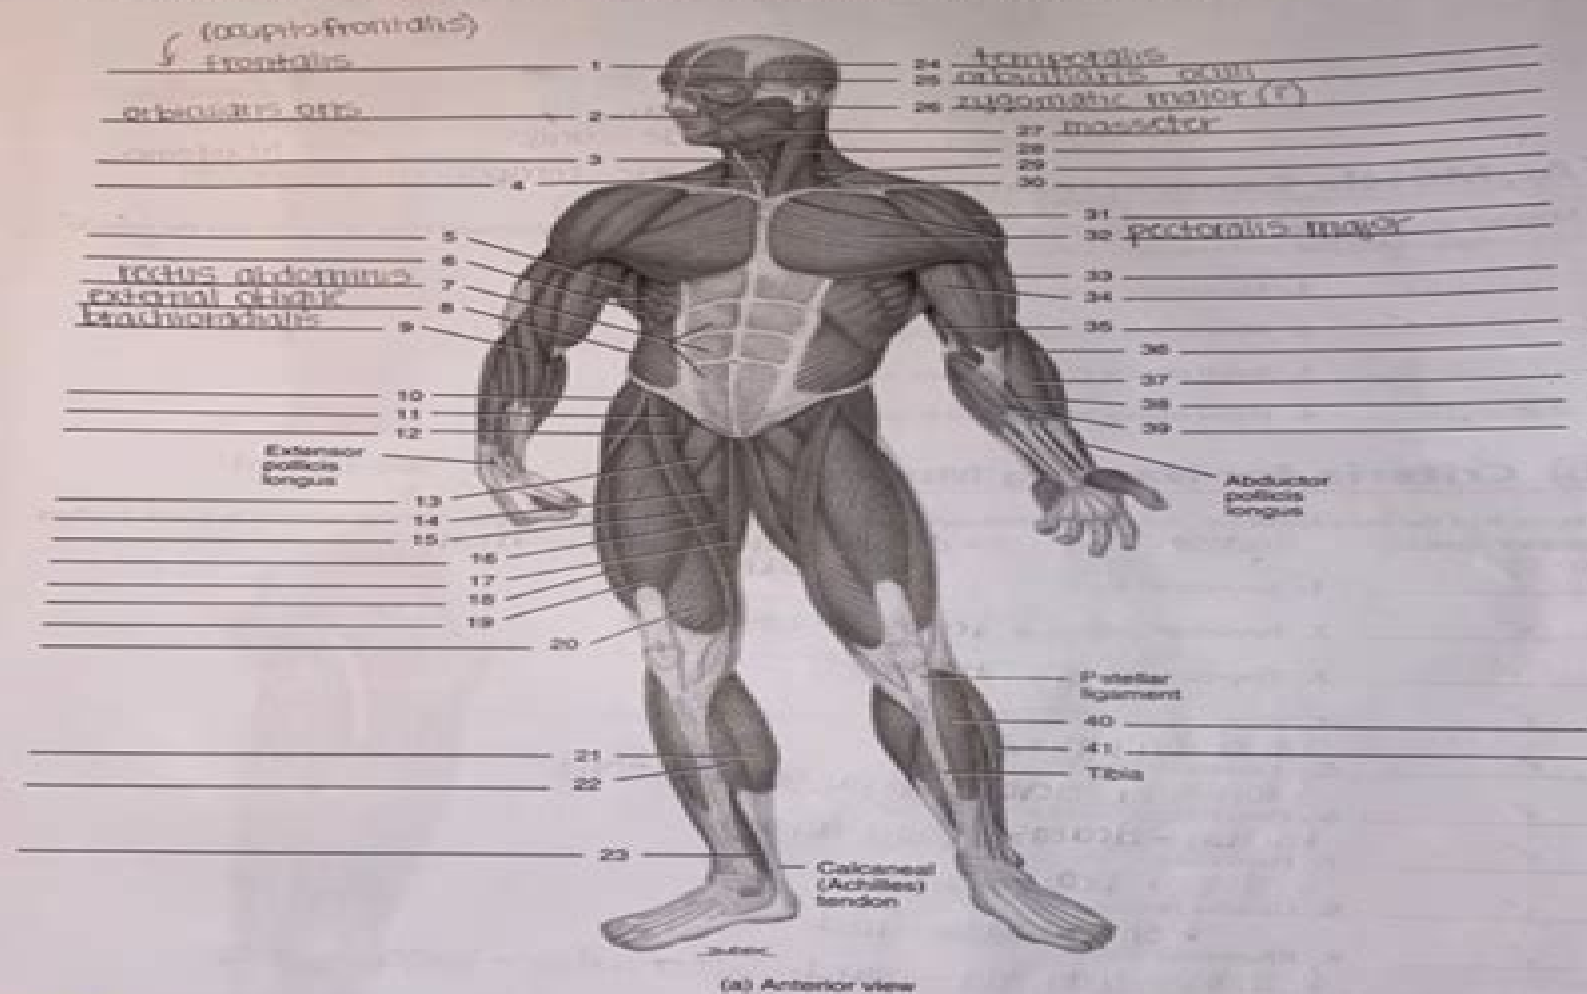 (occipitofrontalis)
frontalis
1
orbicularis oris
2
3
4
5
6
rectus abdominis
7
external oblique
8
brachioradialis
9
10
11
12
Extensor
pollicis
longus
13
14
15
16
17
18
19
20
21
22
23
24 temporalis
25 orbicularis oculi
26 zygomatic major (r)
27 masseter
28
29
30
31
32 pectoralis major
33
34
35
36
37
38
39
Abductor
pollicis
longus
Patellar
ligament
40
41
Tibia
Calcaneal
(Achilles)
tendon
(a) Anterior view